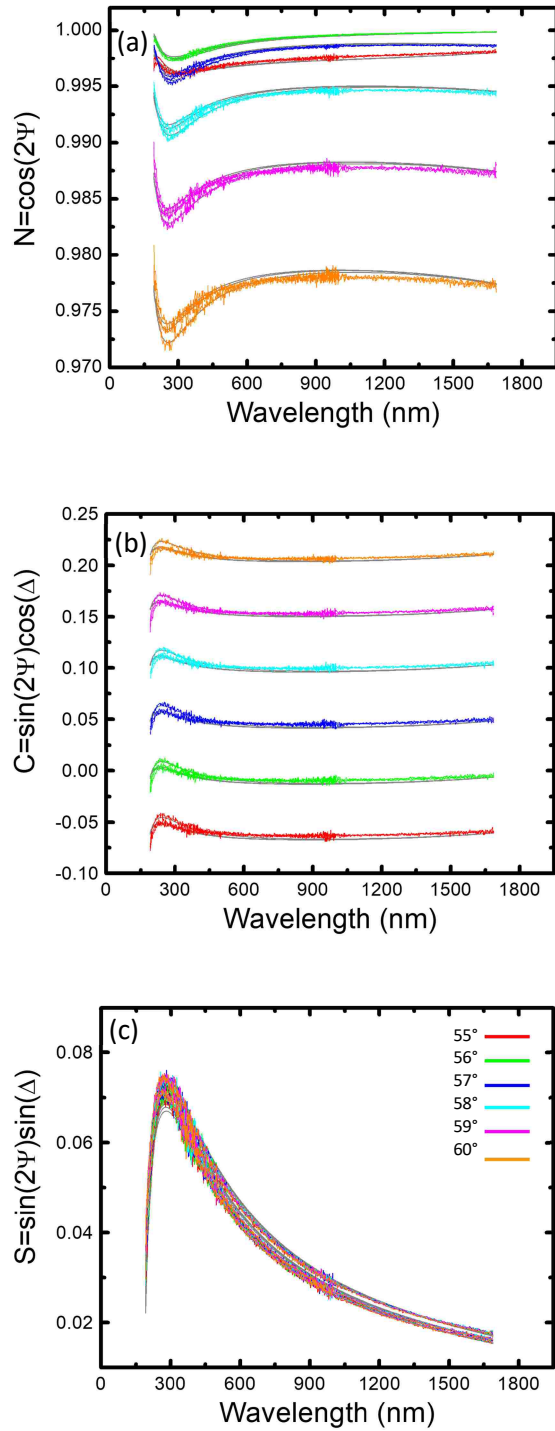 (a)
N=cos(2Ψ)
1.000
0.995
0.990
0.985
0.980
0.975
0.970
0 300 600 900 1200 1500 1800
Wavelength (nm)
(b)
C=sin(2Ψ)cos(Δ)
0.25
0.20
0.15
0.10
0.05
0.00
-0.05
-0.10
0 300 600 900 1200 1500 1800
Wavelength (nm)
(c)
S=sin(2Ψ)sin(Δ)
0.08
0.06
0.04
0.02
55°
56°
57°
58°
59°
60°
0 300 600 900 1200 1500 1800
Wavelength (nm)